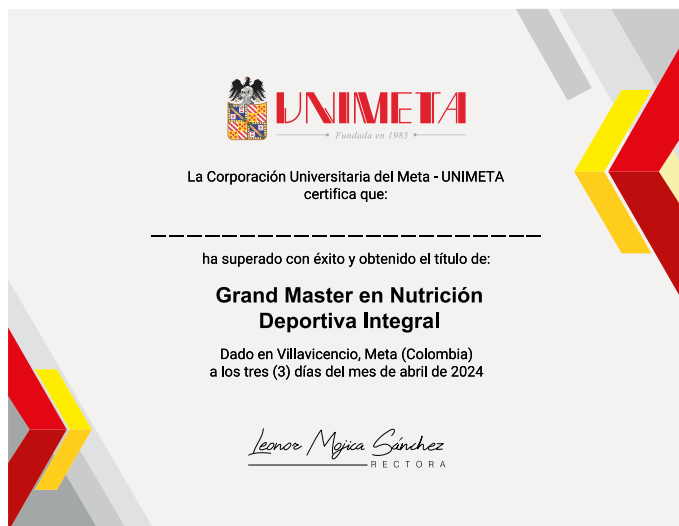 UNIMETA
Fundada en 1985
La Corporación Universitaria del Meta - UNIMETA
certifica que:
ha superado con éxito y obtenido el título de:
Grand Master en Nutrición
Deportiva Integral
Dado en Villavicencio, Meta (Colombia)
a los tres (3) días del mes de abril de 2024
Leonor Mojica Sánchez
RECTORA